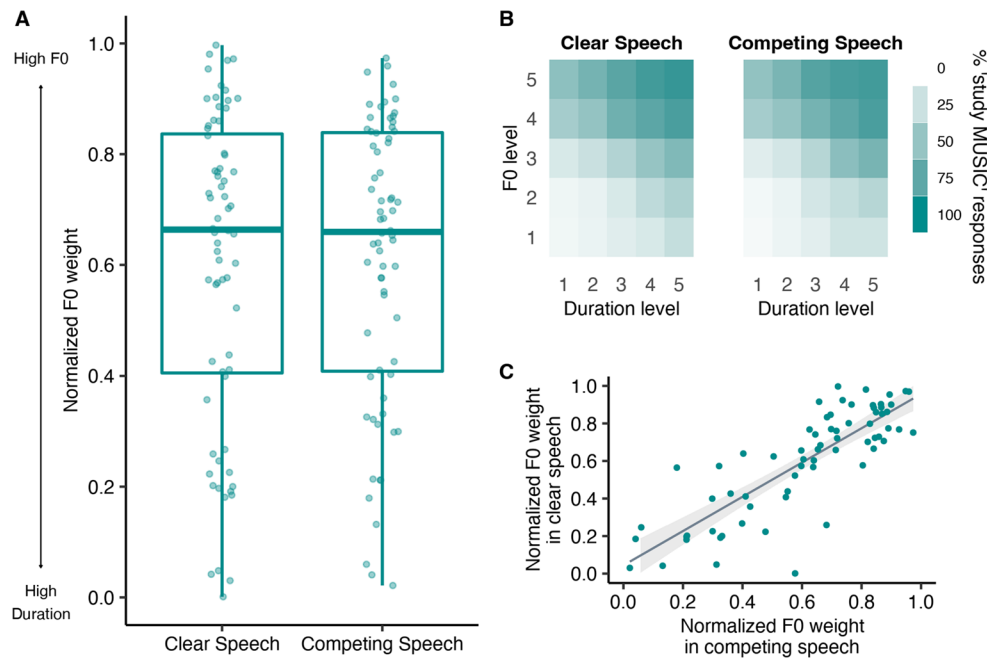 A
High F0
High
Duration
Normalized F0 weight
1.0
0.8
0.6
0.4
0.2
0.0
Clear Speech
Competing Speech
B
Clear Speech
Competing Speech
F0 level
5
4
3
2
1
1 2 3 4 5
1 2 3 4 5
Duration level
Duration level
0
25
50
75
100
% 'study MUSIC' responses
C
Normalized F0 weight
in clear speech
1.0
0.8
0.6
0.4
0.2
0.0
0.0 0.2 0.4 0.6 0.8 1.0
Normalized F0 weight
in competing speech